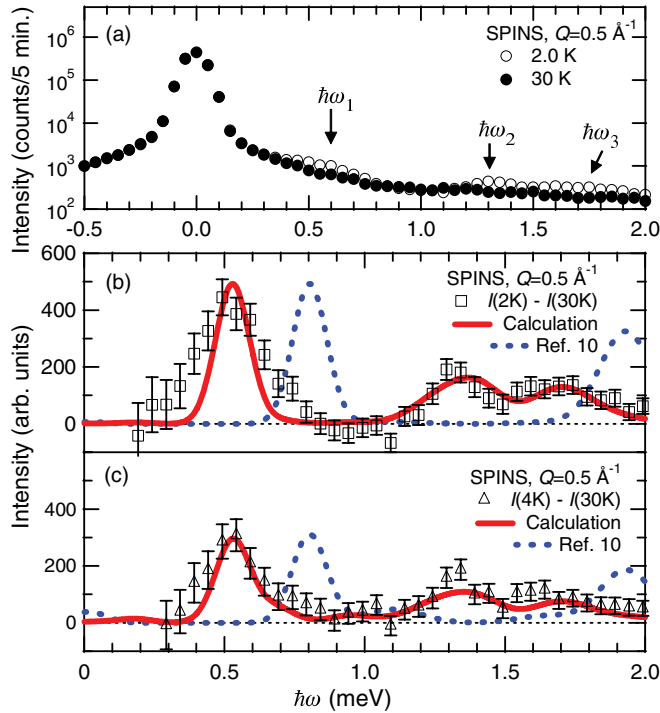 (a)
SPINS, Q=0.5 Å⁻¹
○ 2.0 K
● 30 K
ℏω₁
ℏω₂
ℏω₃
Intensity (counts/5 min.)
10⁶
10⁵
10⁴
10³
10²
-0.5 0.0 0.5 1.0 1.5 2.0
(b)
SPINS, Q=0.5 Å⁻¹
□ I(2K) - I(30K)
Calculation
Ref. 10
600
400
200
0
Intensity (arb. units)
(c)
SPINS, Q=0.5 Å⁻¹
△ I(4K) - I(30K)
Calculation
Ref. 10
400
200
0
0 0.5 1.0 1.5 2.0
ℏω (meV)